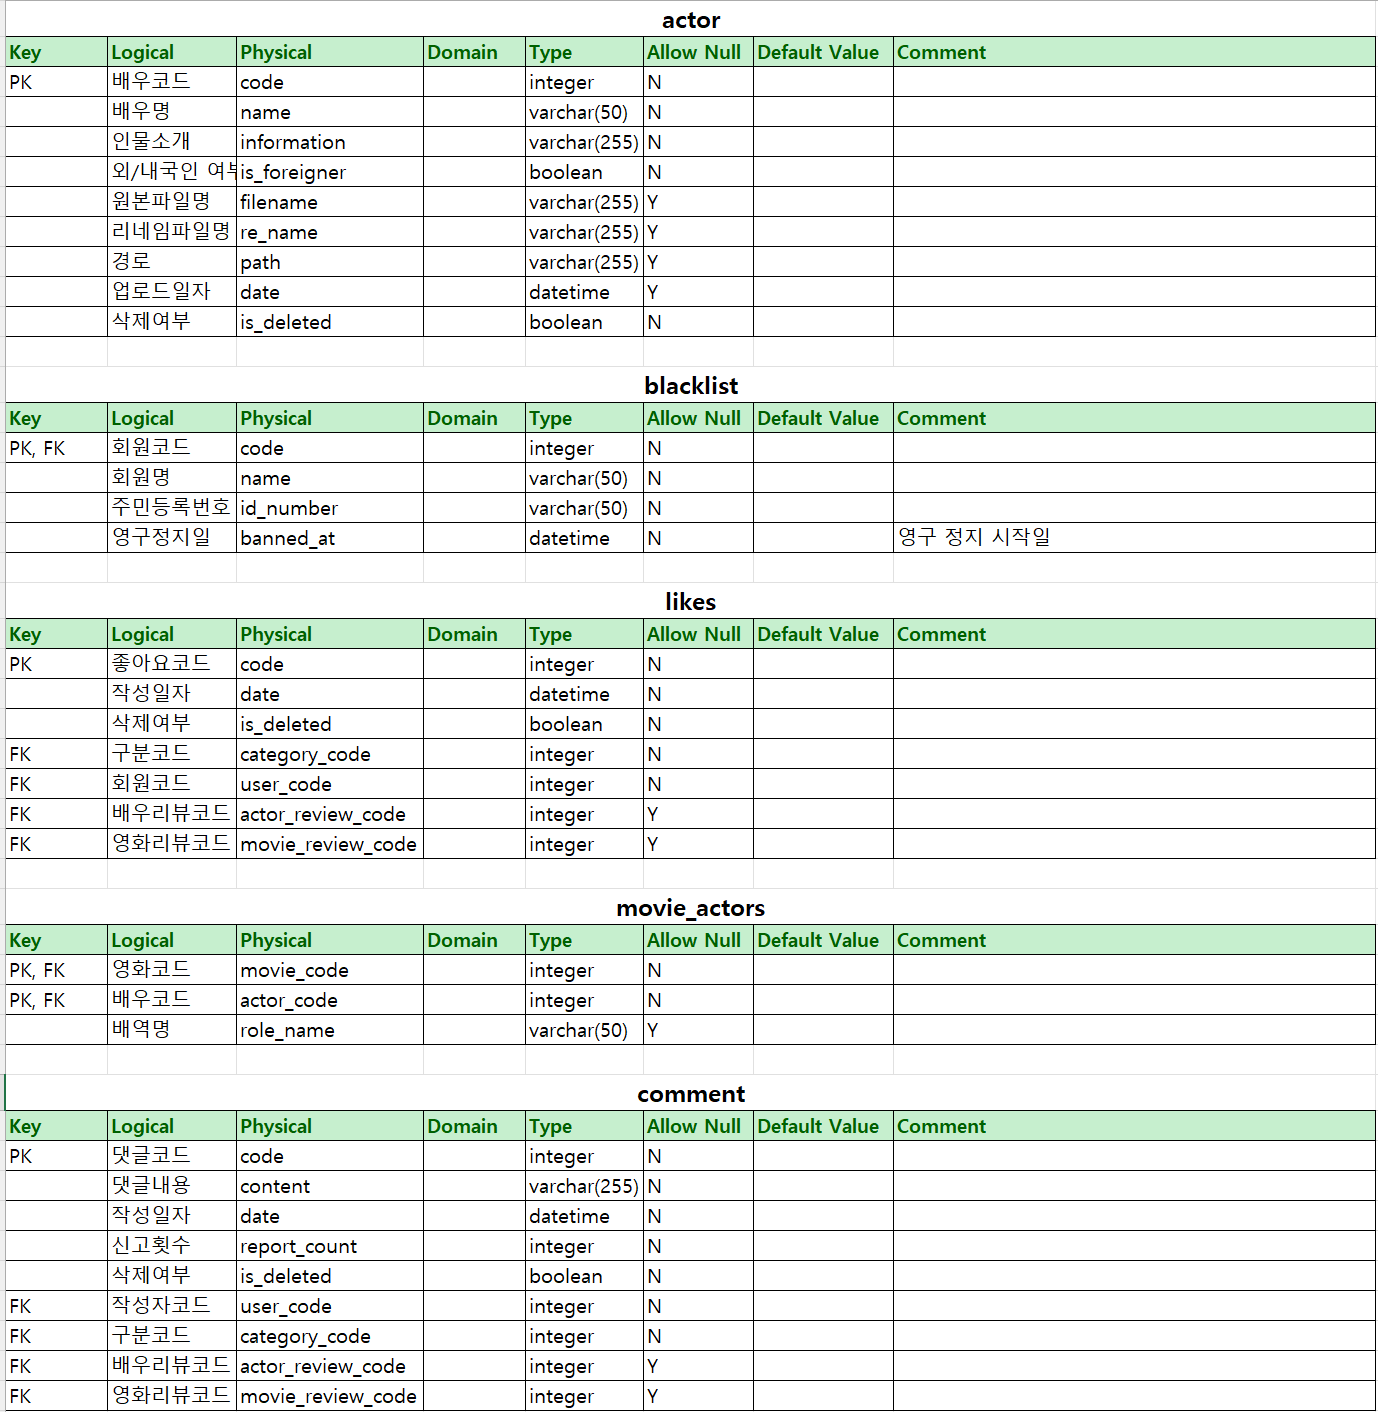 actor
Key Logical Physical Domain Type Allow Null Default Value Comment
PK 배우코드 code integer N
배우명 name varchar(50) N
인물소개 information varchar(255) N
외/내국인 여부 is_foreigner boolean N
원본파일명 filename varchar(255) Y
리네임파일명 re_name varchar(255) Y
경로 path varchar(255) Y
업로드일자 date datetime Y
삭제여부 is_deleted boolean N
blacklist
Key Logical Physical Domain Type Allow Null Default Value Comment
PK, FK 회원코드 code integer N
회원명 name varchar(50) N
주민등록번호 id_number varchar(50) N
영구정지일 banned_at datetime N 영구 정지 시작일
likes
Key Logical Physical Domain Type Allow Null Default Value Comment
PK 좋아요코드 code integer N
작성일자 date datetime N
삭제여부 is_deleted boolean N
FK 구분코드 category_code integer N
FK 회원코드 user_code integer N
FK 배우리뷰코드 actor_review_code integer Y
FK 영화리뷰코드 movie_review_code integer Y
movie_actors
Key Logical Physical Domain Type Allow Null Default Value Comment
PK, FK 영화코드 movie_code integer N
PK, FK 배우코드 actor_code integer N
배역명 role_name varchar(50) Y
comment
Key Logical Physical Domain Type Allow Null Default Value Comment
PK 댓글코드 code integer N
댓글내용 content varchar(255) N
작성일자 date datetime N
신고횟수 report_count integer N
삭제여부 is_deleted boolean N
FK 작성자코드 user_code integer N
FK 구분코드 category_code integer N
FK 배우리뷰코드 actor_review_code integer Y
FK 영화리뷰코드 movie_review_code integer Y